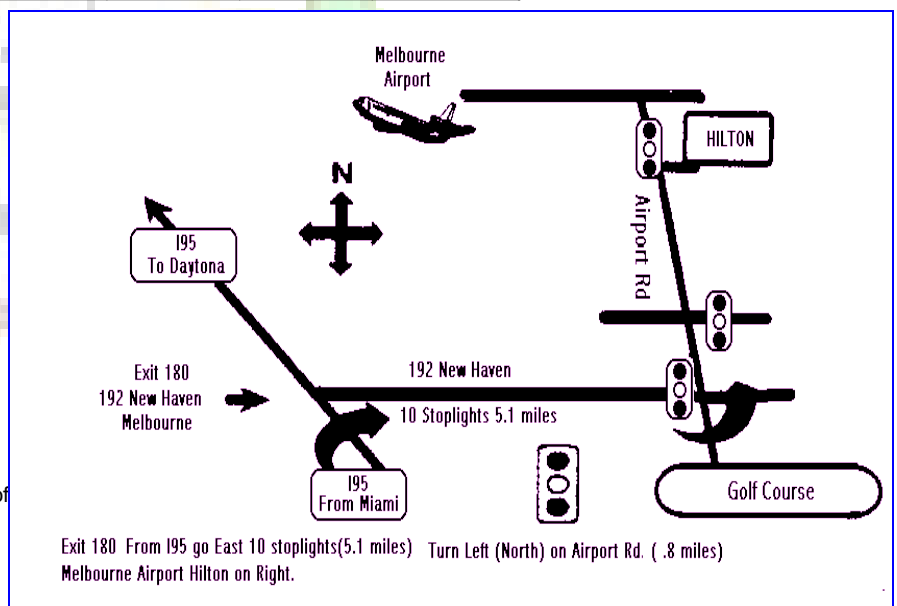 Melbourne
Airport
HILTON
N
Airport Rd
I95
To Daytona
192 New Haven
Exit 180
192 New Haven
Melbourne
10 Stoplights 5.1 miles
I95
From Miami
Golf Course
of
Exit 180 From I95 go East 10 stoplights(5.1 miles) Turn Left (North) on Airport Rd. ( .8 miles)
Melbourne Airport Hilton on Right.